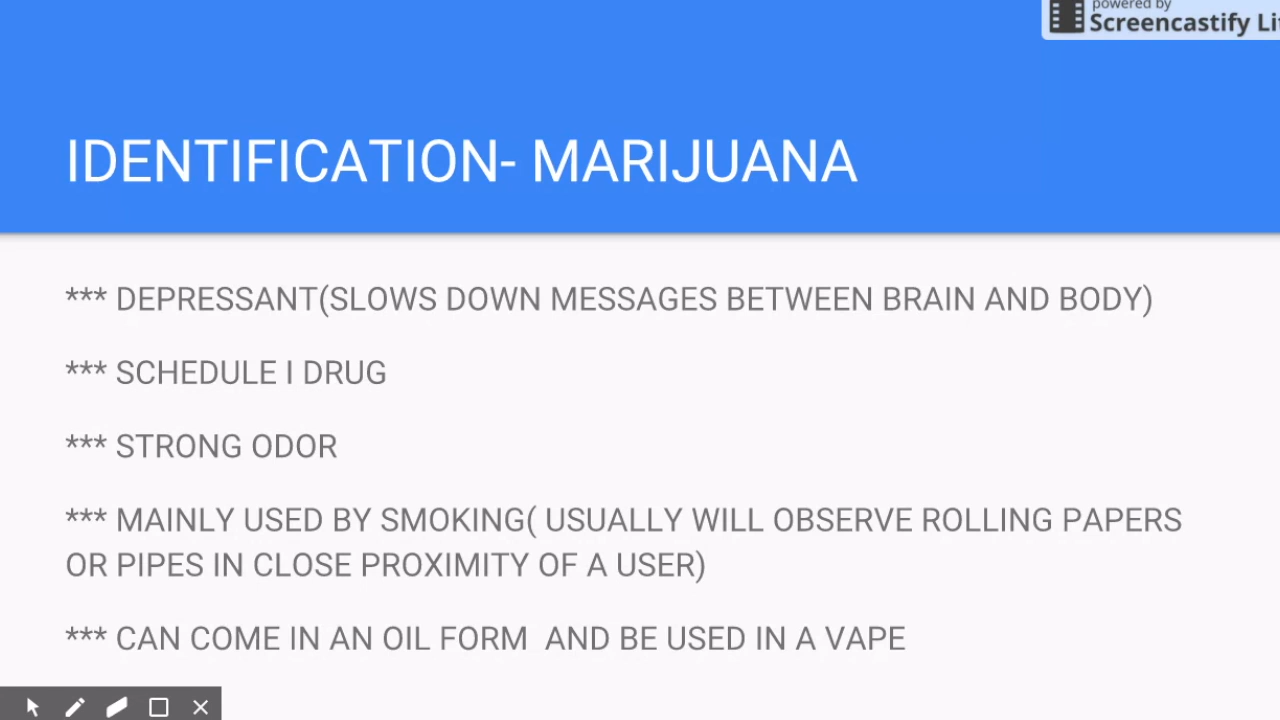 powered by
Screencastify
IDENTIFICATION- MARIJUANA
*** DEPRESSANT(SLOWS DOWN MESSAGES BETWEEN BRAIN AND BODY)
*** SCHEDULE I DRUG
*** STRONG ODOR
*** MAINLY USED BY SMOKING( USUALLY WILL OBSERVE ROLLING PAPERS
OR PIPES IN CLOSE PROXIMITY OF A USER)
*** CAN COME IN AN OIL FORM  AND BE USED IN A VAPE